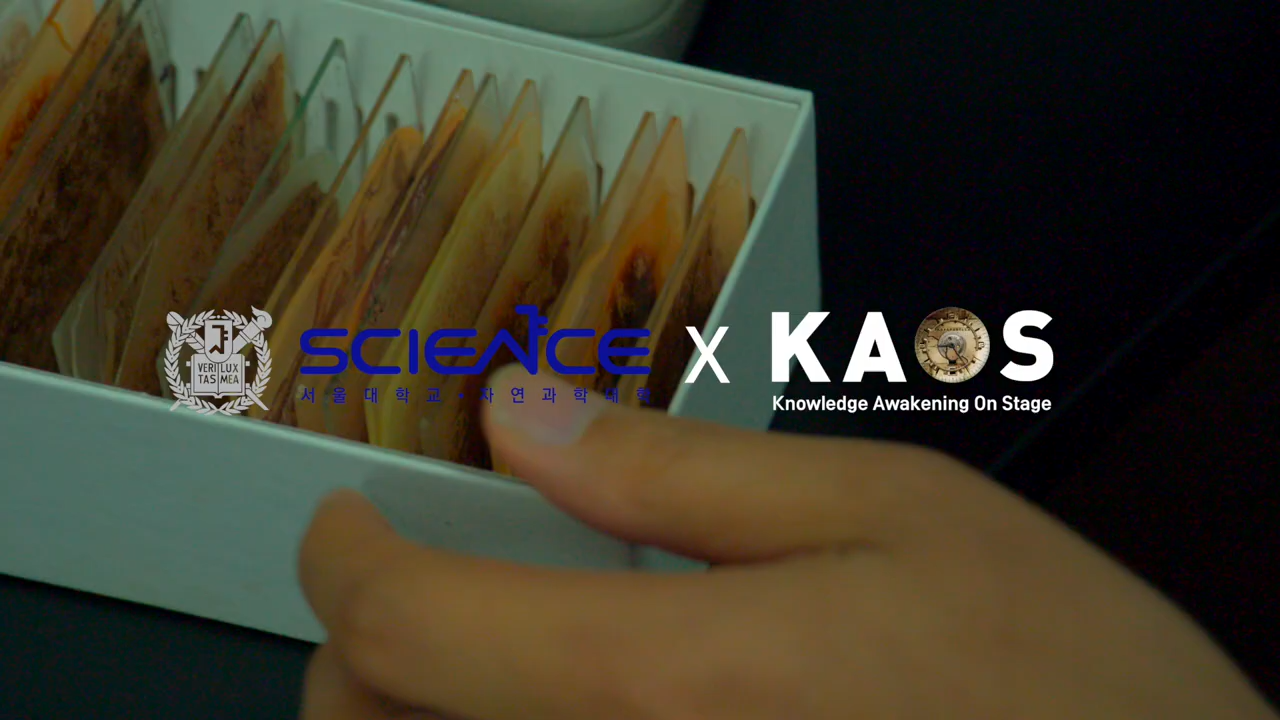 VERI LUX
TAS MEA
SCIENCE
서울대학교·자연과학대학
X
KAOS
Knowledge Awakening On Stage